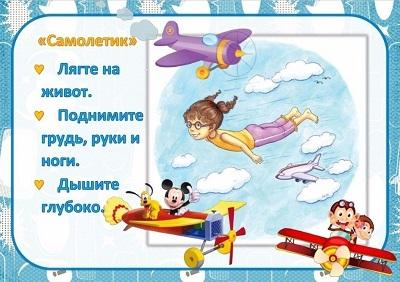 «Самолетик»
Лягте на
живот.
Поднимите
грудь, руки и
ноги.
Дышите
глубоко.